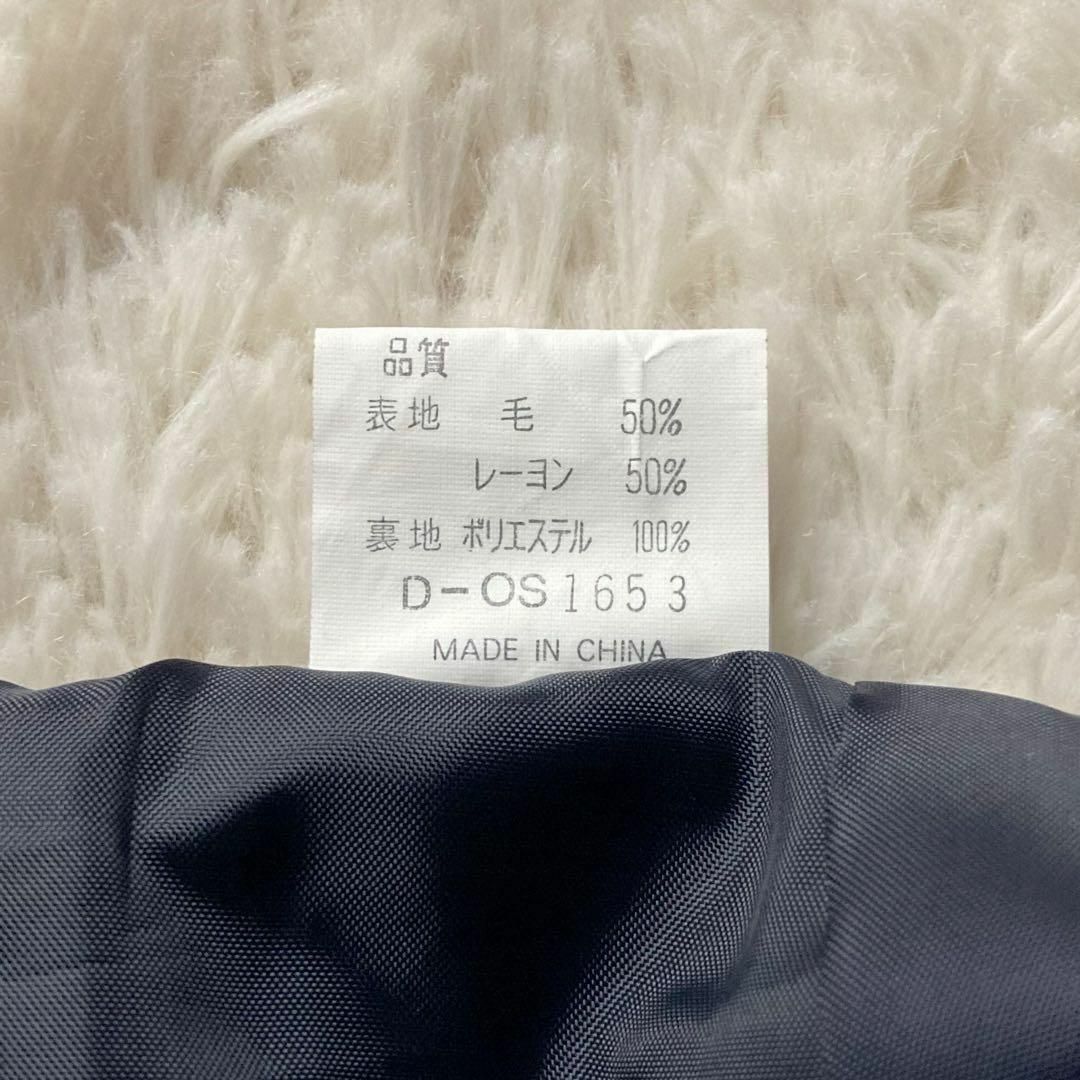 品質
表地 毛 50%
レーヨン 50%
裏地 ポリエステル 100%
D-OS1653
MADE IN CHINA